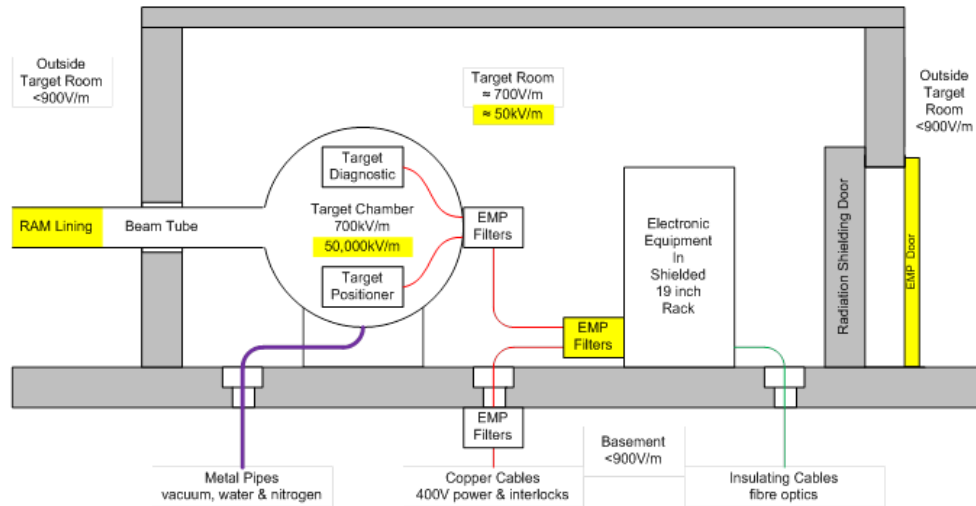 Outside
Target Room
<900V/m
Target Room
≈ 700V/m
≈ 50kV/m
Outside
Target
Room
<900V/m
RAM Lining
Beam Tube
Target
Diagnostic
Target Chamber
700kV/m
50,000kV/m
Target
Positioner
EMP
Filters
EMP
Filters
Electronic
Equipment
In
Shielded
19 inch
Rack
Radiation Shielding Door
EMP Door
EMP
Filters
Basement
<900V/m
Metal Pipes
vacuum, water & nitrogen
Copper Cables
400V power & interlocks
Insulating Cables
fibre optics